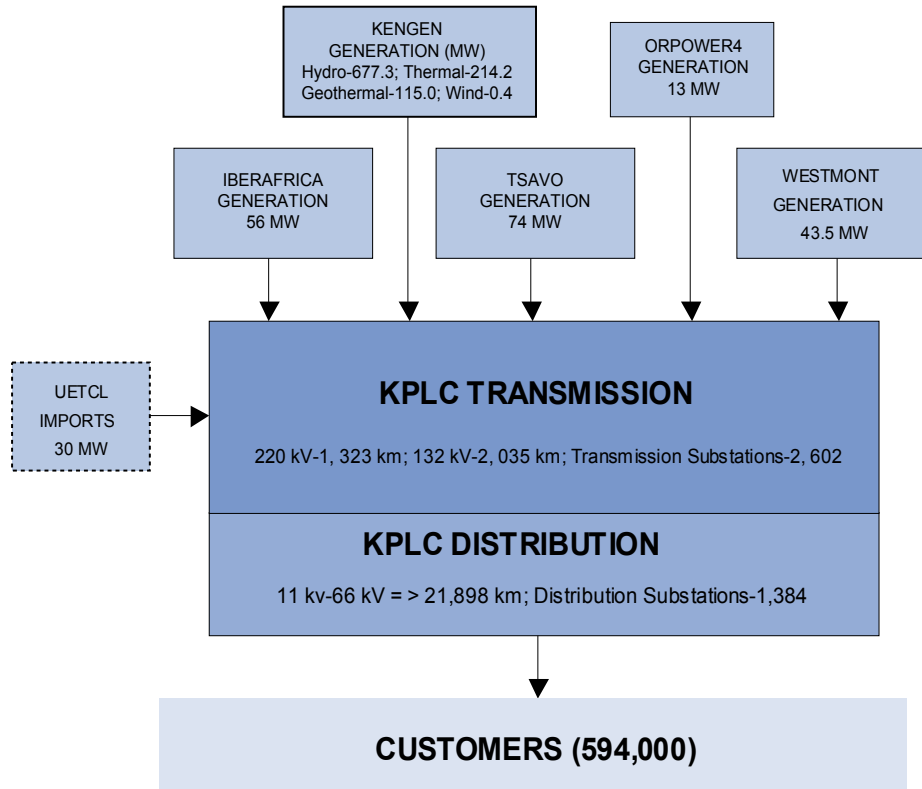 KENGEN
GENERATION (MW)
Hydro-677.3; Thermal-214.2
Geothermal-115.0; Wind-0.4
ORPOWER4
GENERATION
13 MW
IBERAFRICA
GENERATION
56 MW
TSAVO
GENERATION
74 MW
WESTMONT
GENERATION
43.5 MW
UETCL
IMPORTS
30 MW
KPLC TRANSMISSION
220 kV-1, 323 km; 132 kV-2, 035 km; Transmission Substations-2, 602
KPLC DISTRIBUTION
11 kv-66 kV = > 21,898 km; Distribution Substations-1,384
CUSTOMERS (594,000)